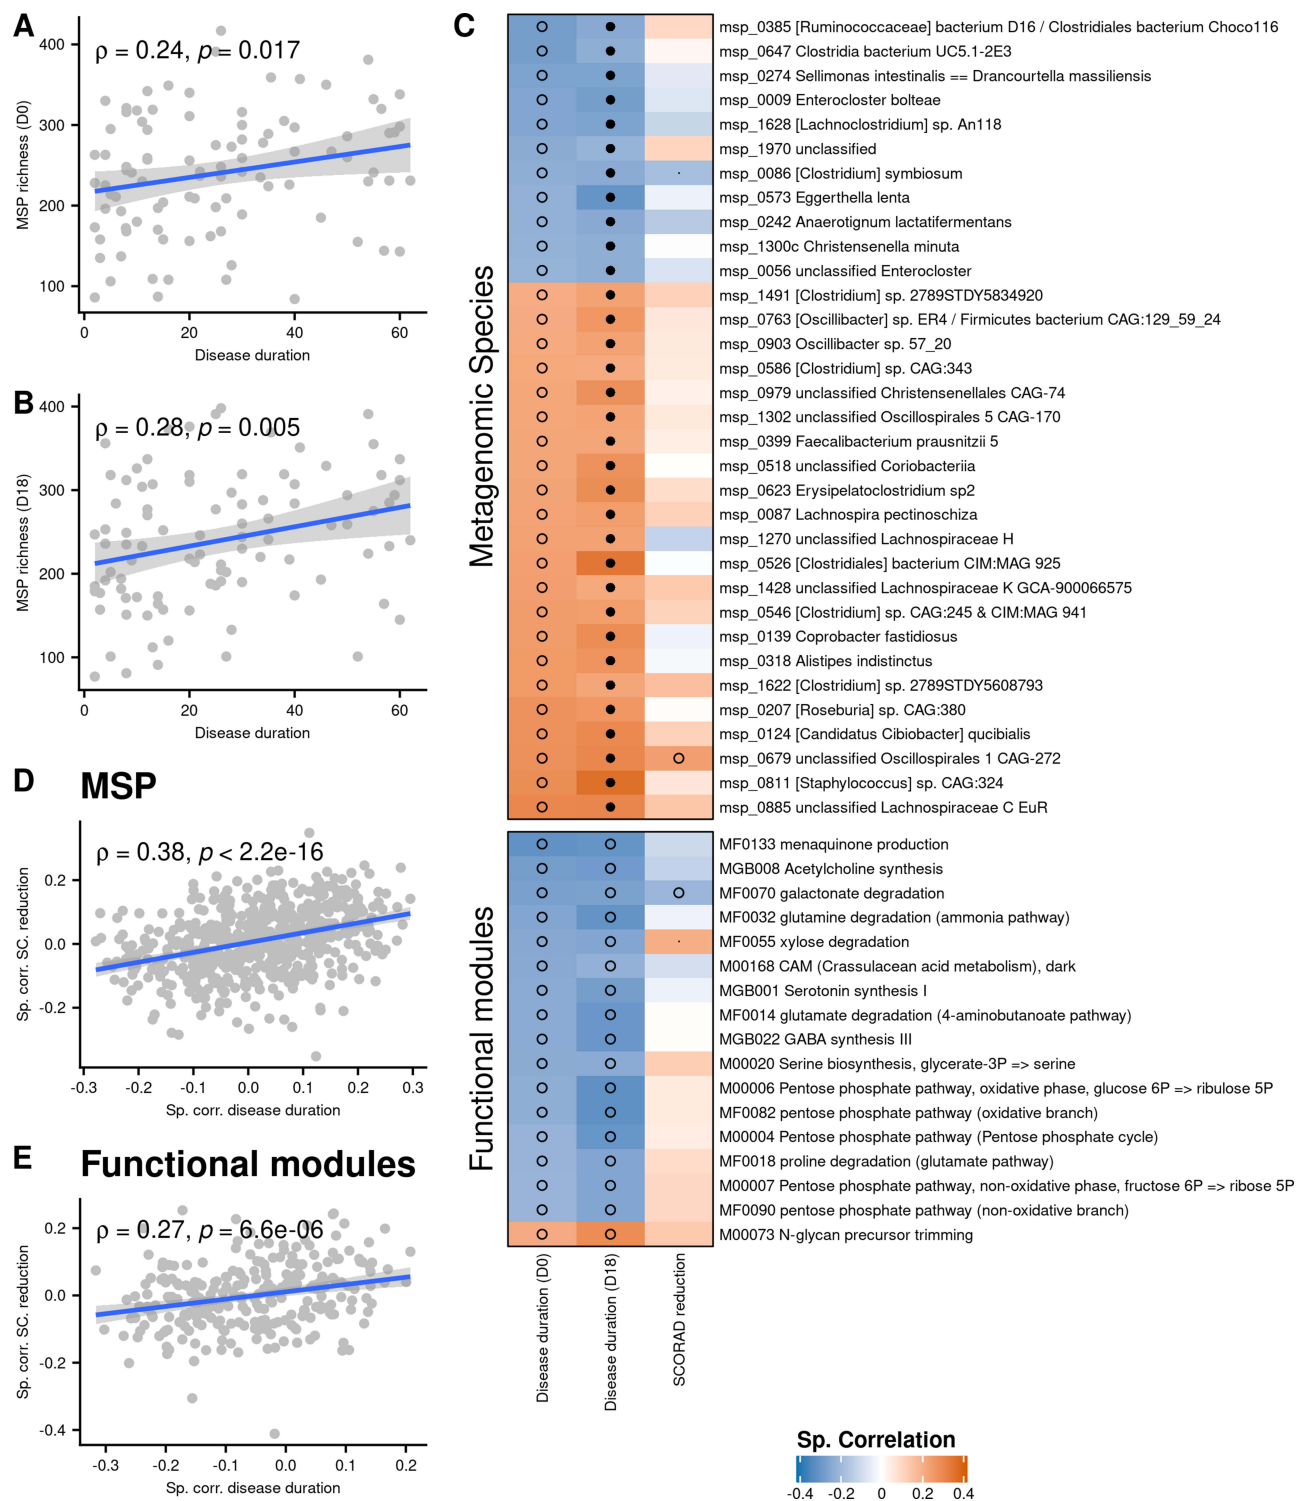 A
ρ = 0.24, p = 0.017
400
300
200
100
MSP richness (D0)
0 20 40 60
Disease duration
B
ρ = 0.28, p = 0.005
400
300
200
100
MSP richness (D18)
0 20 40 60
Disease duration
D MSP
ρ = 0.38, p < 2.2e-16
0.2
0.0
-0.2
Sp. corr. SC. reduction
-0.3 -0.2 -0.1 0.0 0.1 0.2 0.3
Sp. corr. disease duration
E Functional modules
ρ = 0.27, p = 6.6e-06
0.2
0.0
-0.2
-0.4
Sp. corr. SC. reduction
-0.3 -0.2 -0.1 0.0 0.1 0.2
Sp. corr. disease duration
C
Metagenomic Species
msp_0385 [Ruminococcaceae] bacterium D16 / Clostridiales bacterium Choco116
msp_0647 Clostridia bacterium UC5.1-2E3
msp_0274 Sellimonas intestinalis == Drancourtella massiliensis
msp_0009 Enterocloster bolteae
msp_1628 [Lachnoclostridium] sp. An118
msp_1970 unclassified
msp_0086 [Clostridium] symbiosum
msp_0573 Eggerthella lenta
msp_0242 Anaerotignum lactatifermentans
msp_1300c Christensenella minuta
msp_0056 unclassified Enterocloster
msp_1491 [Clostridium] sp. 2789STDY5834920
msp_0763 [Oscillibacter] sp. ER4 / Firmicutes bacterium CAG:129_59_24
msp_0903 Oscillibacter sp. 57_20
msp_0586 [Clostridium] sp. CAG:343
msp_0979 unclassified Christensenellales CAG-74
msp_1302 unclassified Oscillospirales 5 CAG-170
msp_0399 Faecalibacterium prausnitzii 5
msp_0518 unclassified Coriobacteriia
msp_0623 Erysipelatoclostridium sp2
msp_0087 Lachnospira pectinoschiza
msp_1270 unclassified Lachnospiraceae H
msp_0526 [Clostridiales] bacterium CIM:MAG 925
msp_1428 unclassified Lachnospiraceae K GCA-900066575
msp_0546 [Clostridium] sp. CAG:245 & CIM:MAG 941
msp_0139 Coprobacter fastidiosus
msp_0318 Alistipes indistinctus
msp_1622 [Clostridium] sp. 2789STDY5608793
msp_0207 [Roseburia] sp. CAG:380
msp_0124 [Candidatus Cibiobacter] qucibialis
msp_0679 unclassified Oscillospirales 1 CAG-272
msp_0811 [Staphylococcus] sp. CAG:324
msp_0885 unclassified Lachnospiraceae C EuR
Functional modules
MF0133 menaquinone production
MGB008 Acetylcholine synthesis
MF0070 galactonate degradation
MF0032 glutamine degradation (ammonia pathway)
MF0055 xylose degradation
M00168 CAM (Crassulacean acid metabolism), dark
MGB001 Serotonin synthesis I
MF0014 glutamate degradation (4-aminobutanoate pathway)
MGB022 GABA synthesis III
M00020 Serine biosynthesis, glycerate-3P => serine
M00006 Pentose phosphate pathway, oxidative phase, glucose 6P => ribulose 5P
MF0082 pentose phosphate pathway (oxidative branch)
M00004 Pentose phosphate pathway (Pentose phosphate cycle)
MF0018 proline degradation (glutamate pathway)
M00007 Pentose phosphate pathway, non-oxidative phase, fructose 6P => ribose 5P
MF0090 pentose phosphate pathway (non-oxidative branch)
M00073 N-glycan precursor trimming
Disease duration (D0)
Disease duration (D18)
SCORAD reduction
Sp. Correlation
-0.4 -0.2 0 0.2 0.4